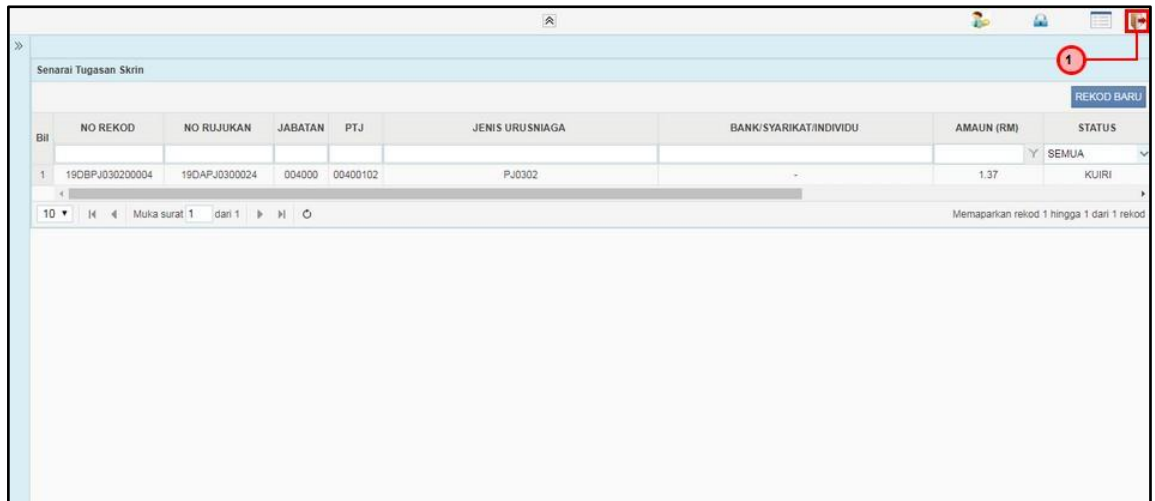 1
Senarai Tugasan Skrin
REKOD BARU
Bil NO REKOD NO RUJUKAN JABATAN PTJ JENIS URUSNIAGA BANK/SYARIKAT/INDIVIDU AMAUN (RM) STATUS
SEMUA
1 19DBPJ030200004 19DAPJ0300024 004000 00400102 PJ0302 - 1.37 KUIRI
10 Muka surat 1 dari 1 Memaparkan rekod 1 hingga 1 dari 1 rekod